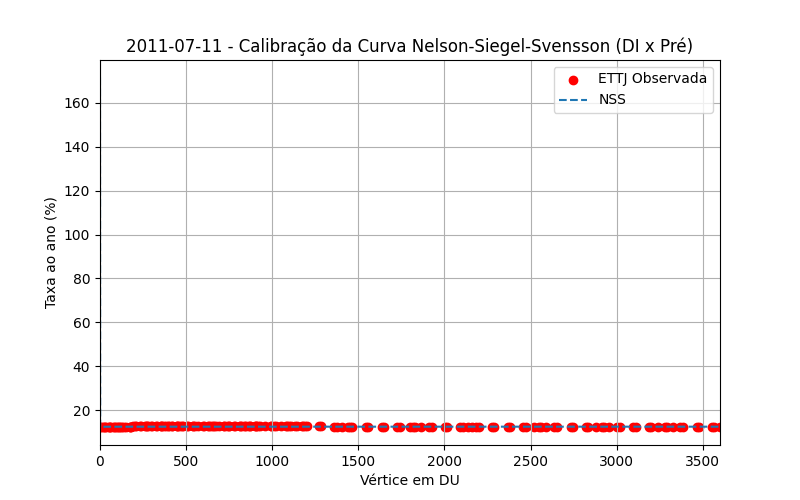 2011-07-11 - Calibração da Curva Nelson-Siegel-Svensson (DI x Pré)
ETTJ Observada
NSS
Taxa ao ano (%)
160
140
120
100
80
60
40
20
0 500 1000 1500 2000 2500 3000 3500
Vértice em DU